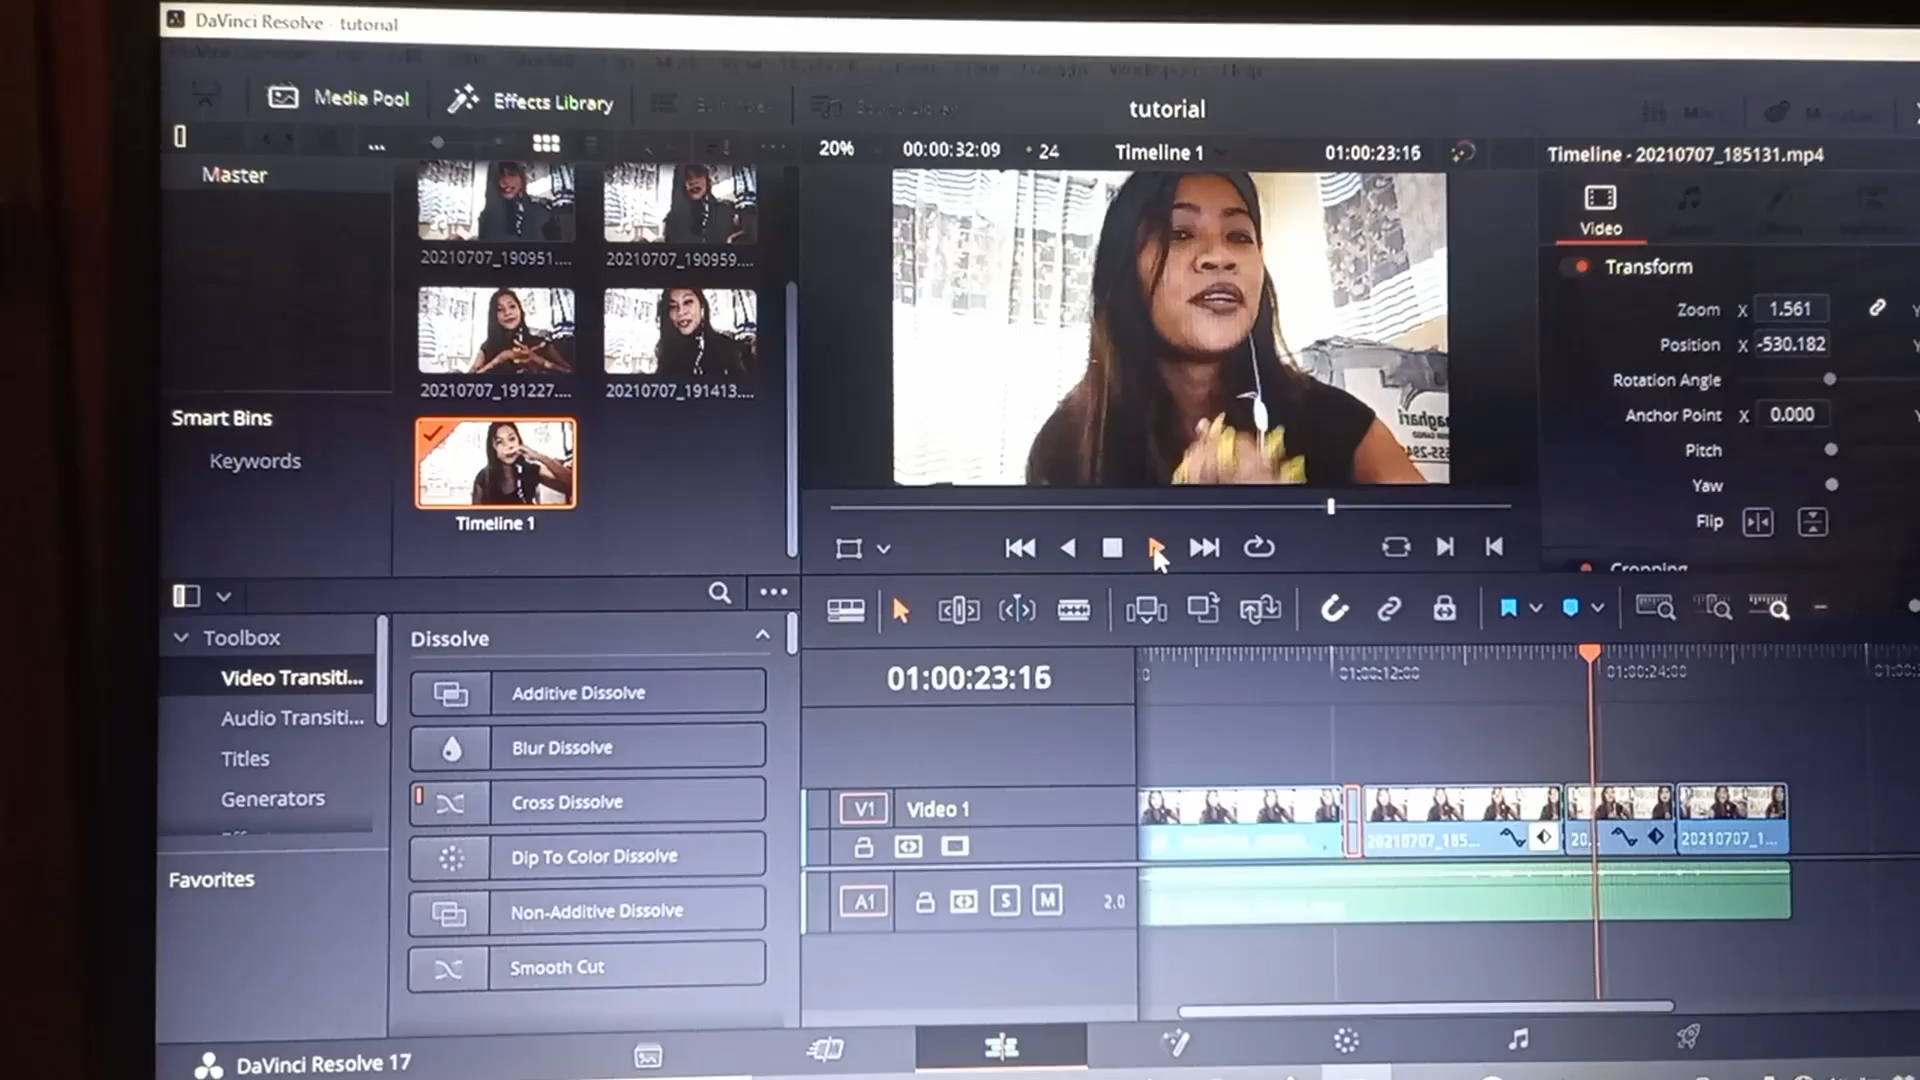 DaVinci Resolve - tutorial
Media Pool
Effects Library
tutorial
20%
00:00:32:09
24
Timeline 1
01:00:23:16
Timeline - 20210707_185131.mp4
Master
20210707_190951....
20210707_190959....
20210707_191227....
20210707_191413....
Timeline 1
Smart Bins
Keywords
Video
Transform
Zoom X 1.561 Y
Position X -530.182 Y
Rotation Angle
Anchor Point X 0.000 Y
Pitch
Yaw
Flip
Cropping
Toolbox
Video Transiti...
Audio Transiti...
Titles
Generators
Favorites
Dissolve
Additive Dissolve
Blur Dissolve
Cross Dissolve
Dip To Color Dissolve
Non-Additive Dissolve
Smooth Cut
01:00:23:16
01:00:12:00
01:00:24:00
V1 Video 1
20210707_185...
20...
20210707_1...
A1 S M 2.0
DaVinci Resolve 17